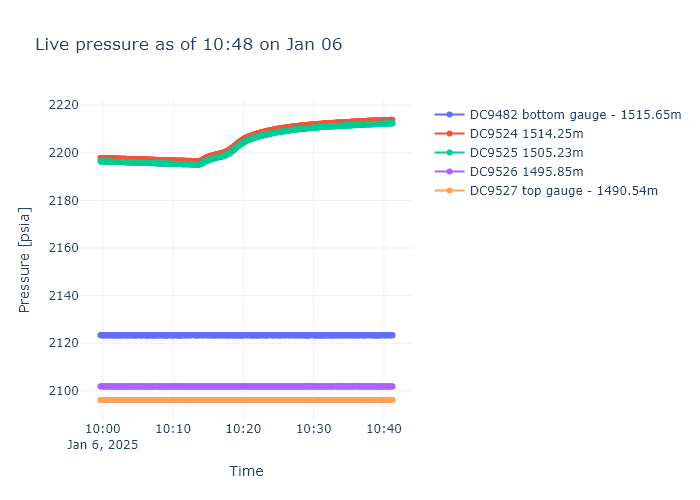 Live pressure as of 10:48 on Jan 06
2220
2200
2180
2160
2140
2120
2100
Pressure [psia]
10:00
Jan 6, 2025
10:10
10:20
10:30
10:40
Time
DC9482 bottom gauge - 1515.65m
DC9524 1514.25m
DC9525 1505.23m
DC9526 1495.85m
DC9527 top gauge - 1490.54m